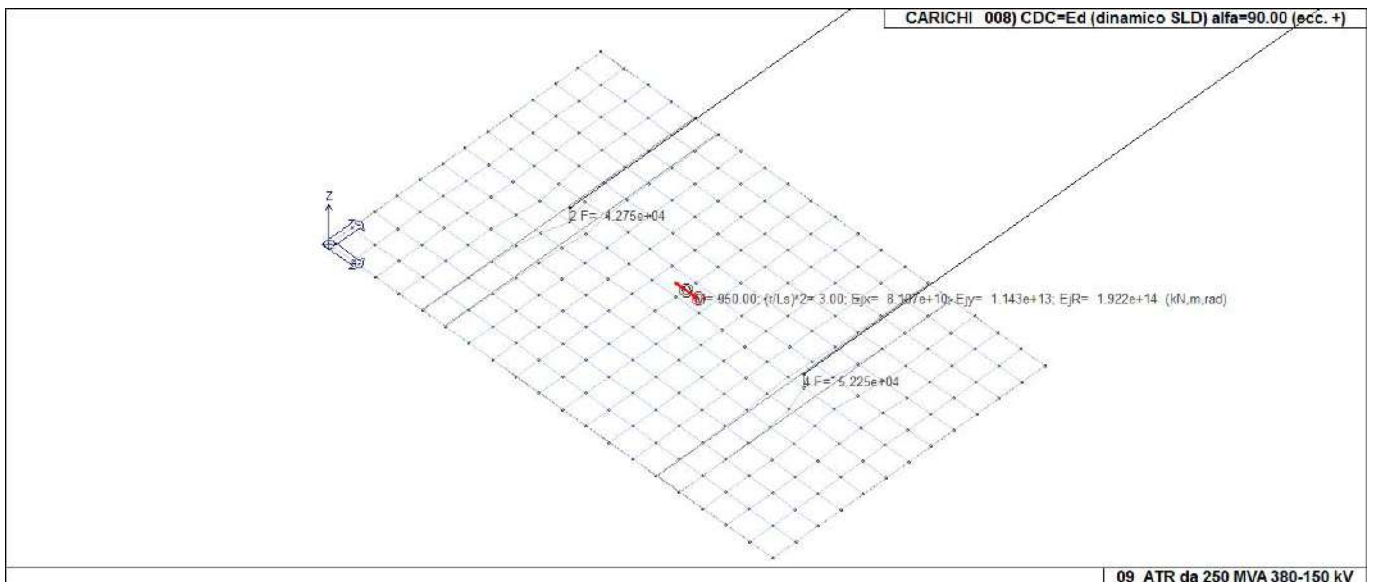 CARICHI 008) CDC=Ed (dinamico SLD) alfa=90.00 (ecc. +)
Z
2 F= 4.275e+04
M= 950.00; (r/Ls)^2= 3.00; Ejx= 8.107e+10; Ejy= 1.143e+13; EjR= 1.922e+14 (kN,m,rad)
4 F= 5.225e+04
09_ATR da 250 MVA 380-150 kV